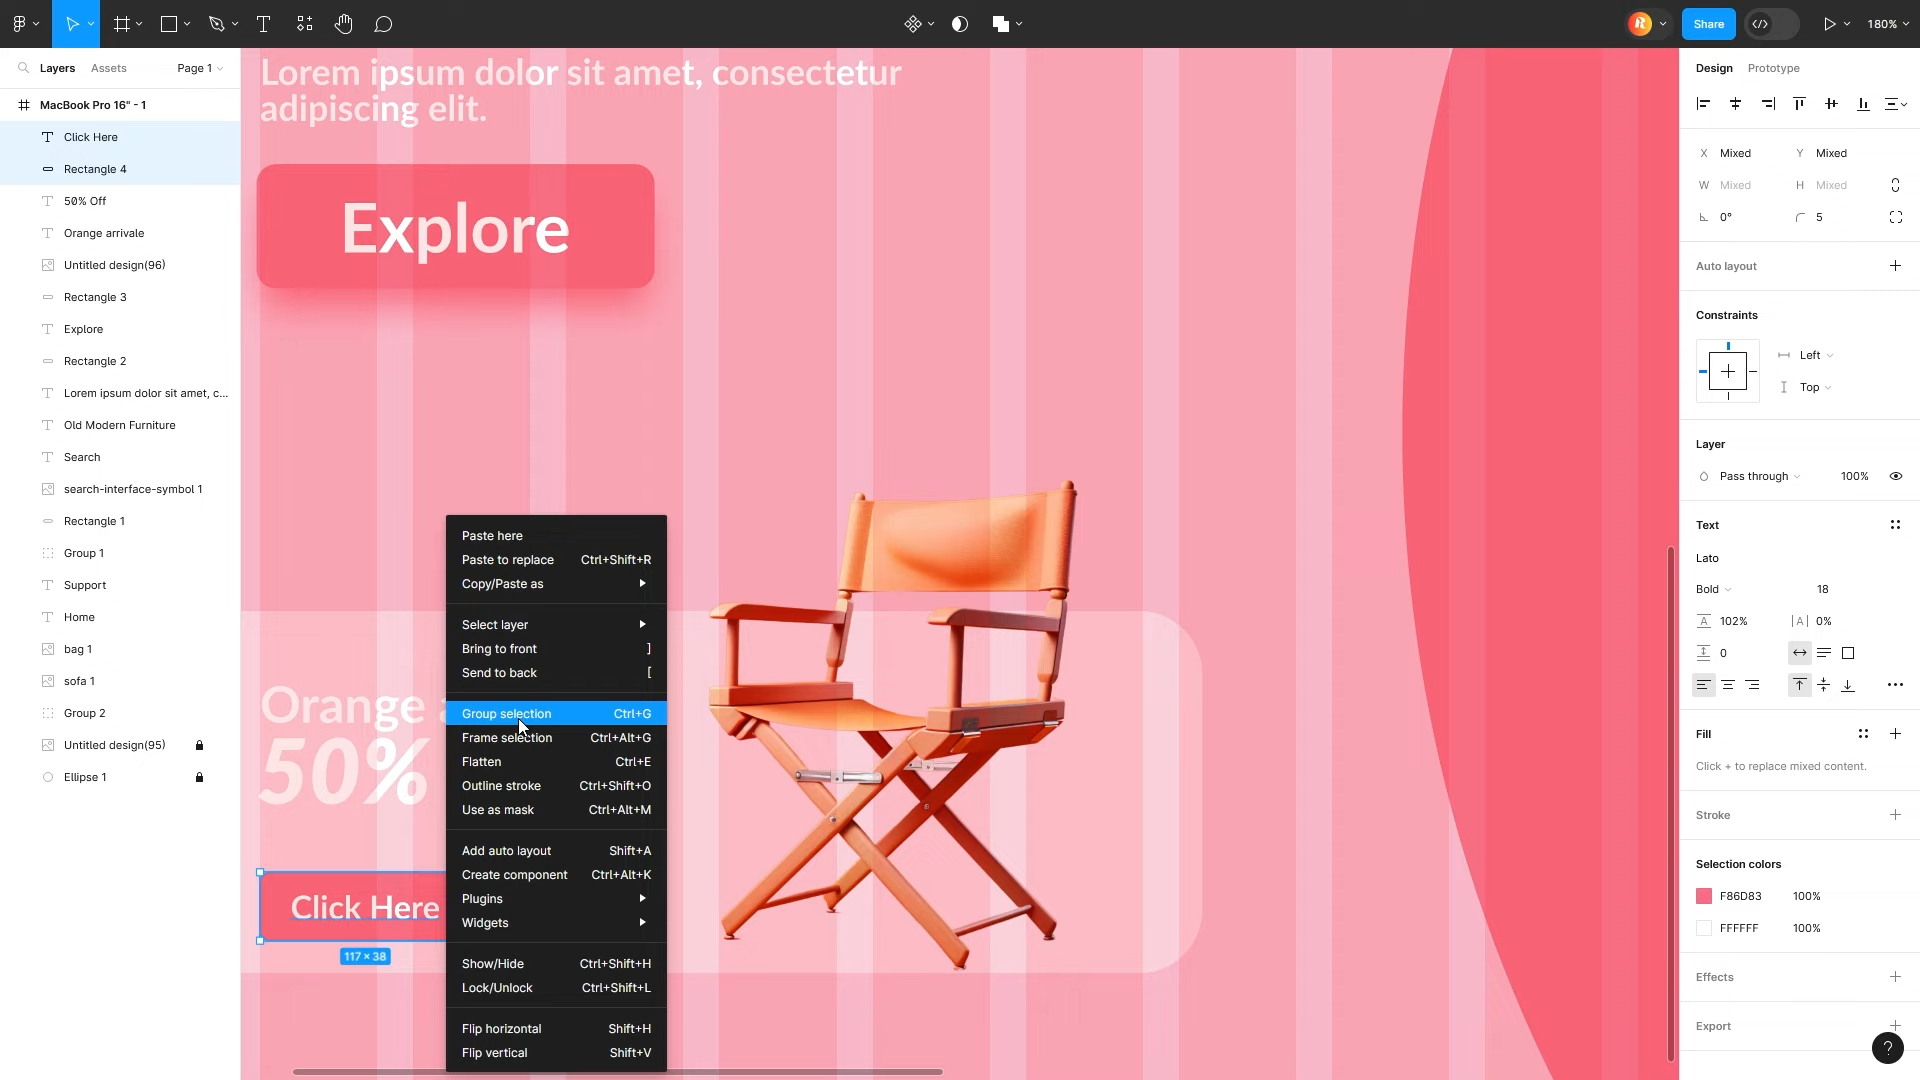 Share
180%
Layers
Assets
Page 1
MacBook Pro 16" - 1
Click Here
Rectangle 4
50% Off
Orange arrivale
Untitled design(96)
Rectangle 3
Explore
Rectangle 2
Lorem ipsum dolor sit amet, c...
Old Modern Furniture
Search
search-interface-symbol 1
Rectangle 1
Group 1
Support
Home
bag 1
sofa 1
Group 2
Untitled design(95)
Ellipse 1
Lorem ipsum dolor sit amet, consectetur
adipiscing elit.
Explore
Orange
50%
Click Here
117 × 38
Paste here
Paste to replace Ctrl+Shift+R
Copy/Paste as
Select layer
Bring to front ]
Send to back [
Group selection Ctrl+G
Frame selection Ctrl+Alt+G
Flatten Ctrl+E
Outline stroke Ctrl+Shift+O
Use as mask Ctrl+Alt+M
Add auto layout Shift+A
Create component Ctrl+Alt+K
Plugins
Widgets
Show/Hide Ctrl+Shift+H
Lock/Unlock Ctrl+Shift+L
Flip horizontal Shift+H
Flip vertical Shift+V
Design
Prototype
X Mixed Y Mixed
W Mixed H Mixed
0° 5
Auto layout
Constraints
Left
Top
Layer
Pass through 100%
Text
Lato
Bold 18
A 102% |A| 0%
0
Fill
Click + to replace mixed content.
Stroke
Selection colors
F86D83 100%
FFFFFF 100%
Effects
Export
?